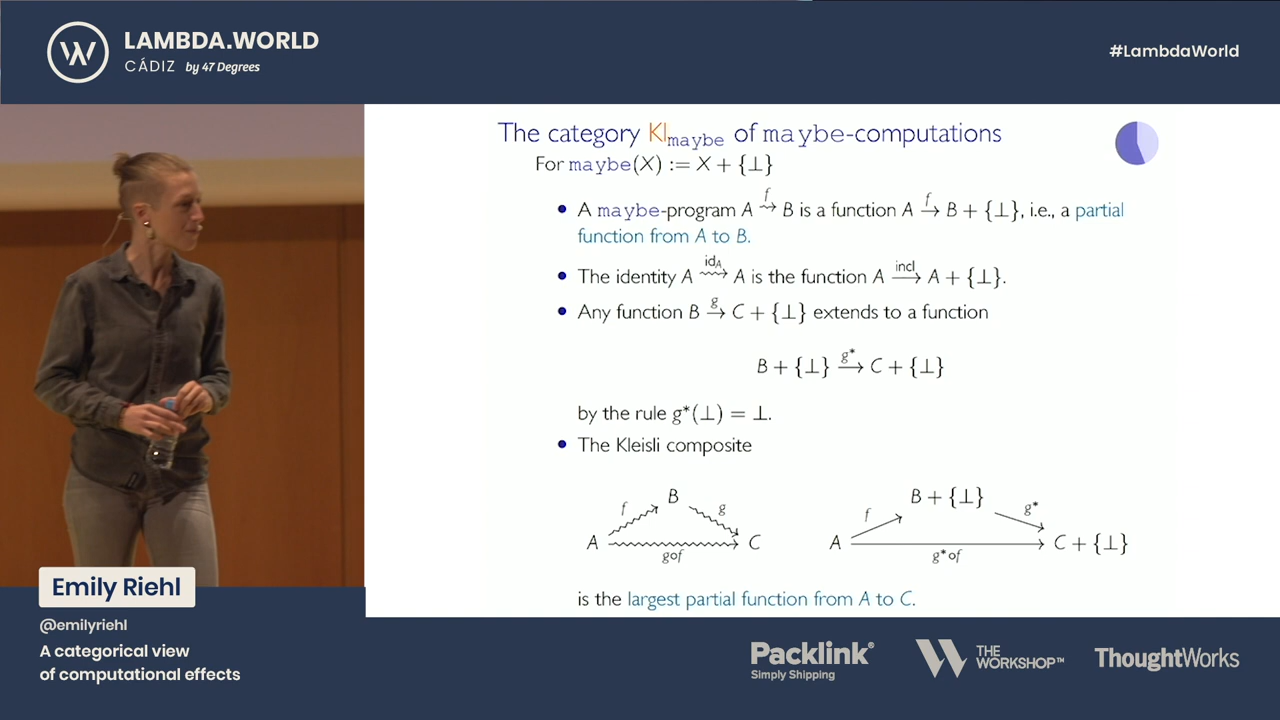 LAMBDA.WORLD
CÁDIZ by 47 Degrees
#LambdaWorld
The category Kl_maybe of maybe-computations
For maybe(X) := X + {⊥}
• A maybe-program A ⇝^f B is a function A →^f B + {⊥}, i.e., a partial
function from A to B.
• The identity A ⇝^{id_A} A is the function A →^{incl} A + {⊥}.
• Any function B →^g C + {⊥} extends to a function
B + {⊥} →^{g*} C + {⊥}
by the rule g*(⊥) = ⊥.
• The Kleisli composite
B
f g
A C
g∘f
B + {⊥}
f g*
A C + {⊥}
g*∘f
is the largest partial function from A to C.
Emily Riehl
@emilyriehl
A categorical view
of computational effects
Packlink®
Simply Shipping
THE
WORKSHOP™
ThoughtWorks